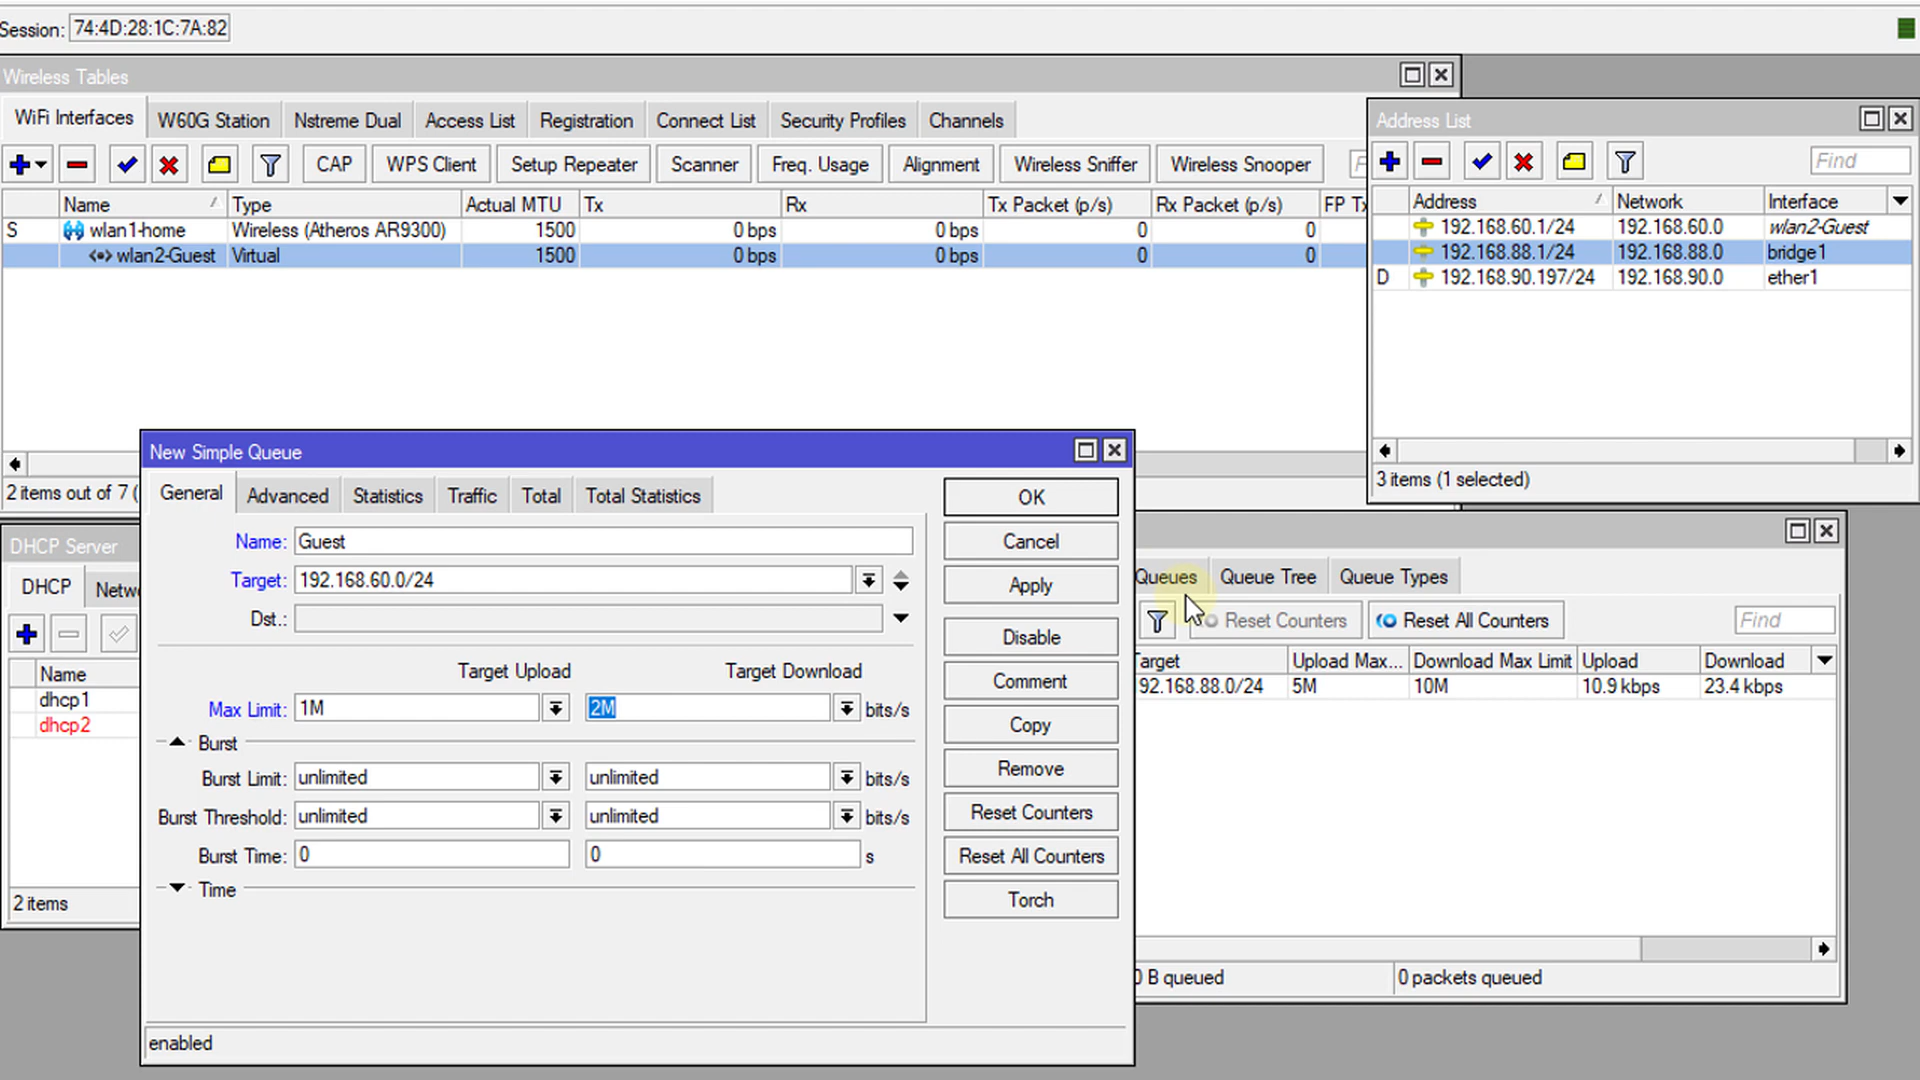 Session: 74:4D:28:1C:7A:82
Wireless Tables
WiFi Interfaces W60G Station Nstreme Dual Access List Registration Connect List Security Profiles Channels
CAP WPS Client Setup Repeater Scanner Freq. Usage Alignment Wireless Sniffer Wireless Snooper
Name / Type Actual MTU Tx Rx Tx Packet (p/s) Rx Packet (p/s) FP Tx
S wlan1-home Wireless (Atheros AR9300) 1500 0 bps 0 bps 0 0
wlan2-Guest Virtual 1500 0 bps 0 bps 0 0
2 items out of 7 (
Address List
Find
Address / Network Interface
192.168.60.1/24 192.168.60.0 wlan2-Guest
192.168.88.1/24 192.168.88.0 bridge1
D 192.168.90.197/24 192.168.90.0 ether1
3 items (1 selected)
DHCP Server
DHCP Netw
Name
dhcp1
dhcp2
2 items
New Simple Queue
General Advanced Statistics Traffic Total Total Statistics
Name: Guest
Target: 192.168.60.0/24
Dst.:
Target Upload Target Download
Max Limit: 1M 2M bits/s
Burst
Burst Limit: unlimited unlimited bits/s
Burst Threshold: unlimited unlimited bits/s
Burst Time: 0 0 s
Time
enabled
OK
Cancel
Apply
Disable
Comment
Copy
Remove
Reset Counters
Reset All Counters
Torch
Queues Queue Tree Queue Types
Reset Counters Reset All Counters Find
Target Upload Max... Download Max Limit Upload Download
92.168.88.0/24 5M 10M 10.9 kbps 23.4 kbps
0 B queued 0 packets queued